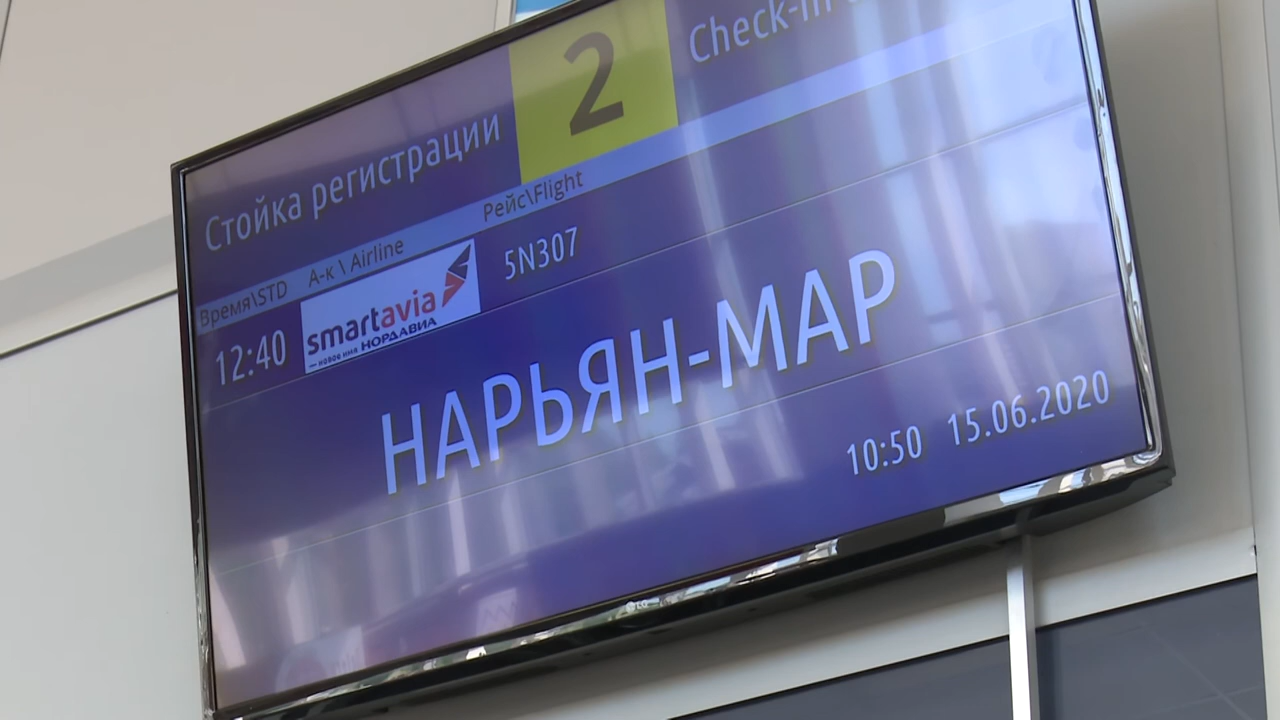 Стойка регистрации 2 Check-in
Время\STD А-к \ Airline Рейс\Flight
12:40 smartavia 5N307
— новое имя НОРДАВИА
НАРЬЯН-МАР
10:50 15.06.2020
LG